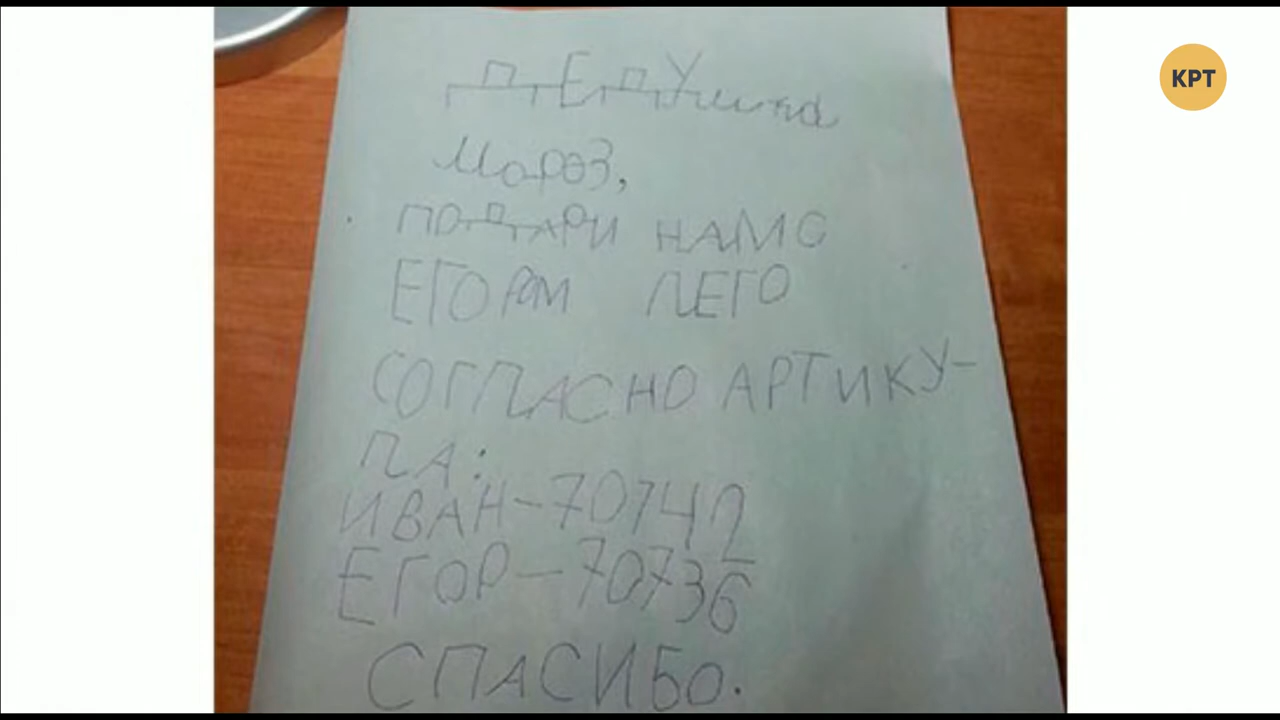 КРТ
ДЕДУшка
Мороз,
ПОДАРИ НАМ С
ЕГОРОМ ЛЕГО
СОГЛАСНО АРТИКУ-
ЛА:
ИВАН-70742
ЕГОР-70736
СПАСИБО.